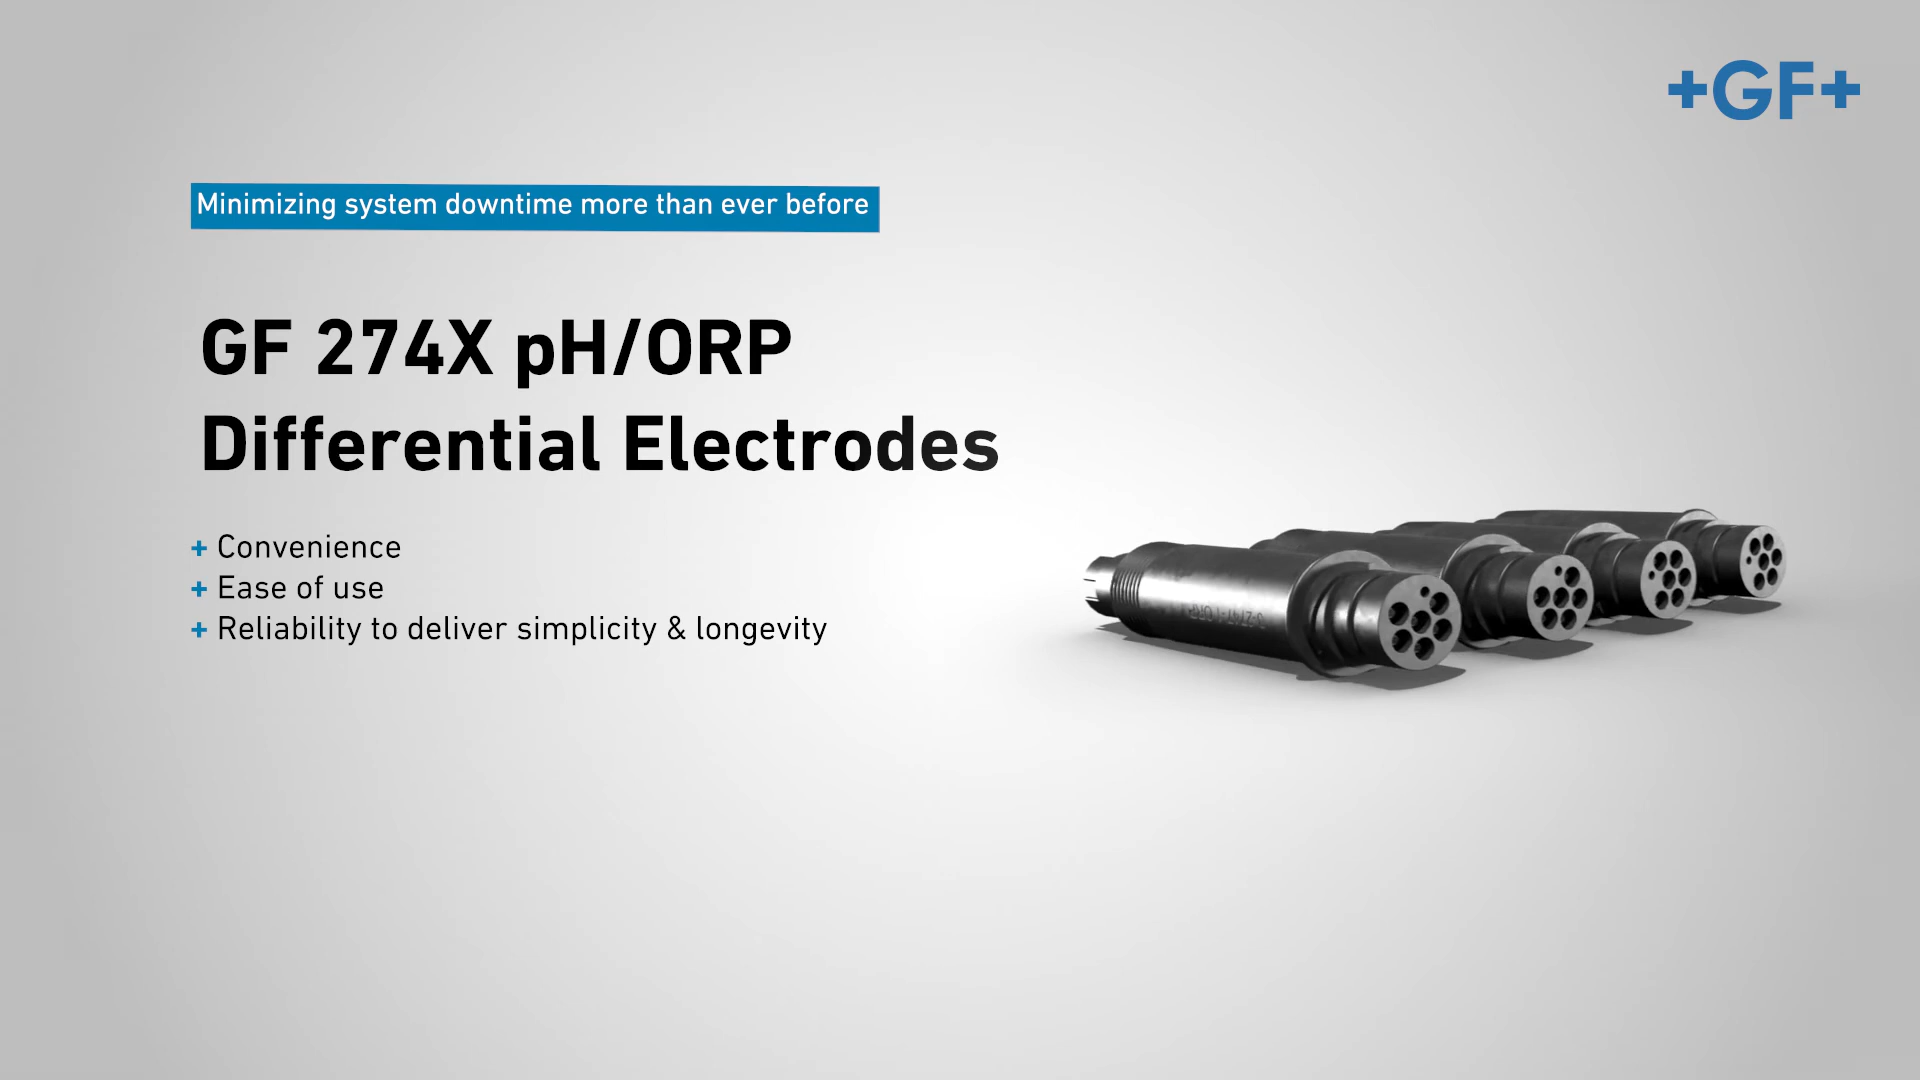 +GF+
Minimizing system downtime more than ever before
GF 274X pH/ORP
Differential Electrodes
+ Convenience
+ Ease of use
+ Reliability to deliver simplicity & longevity